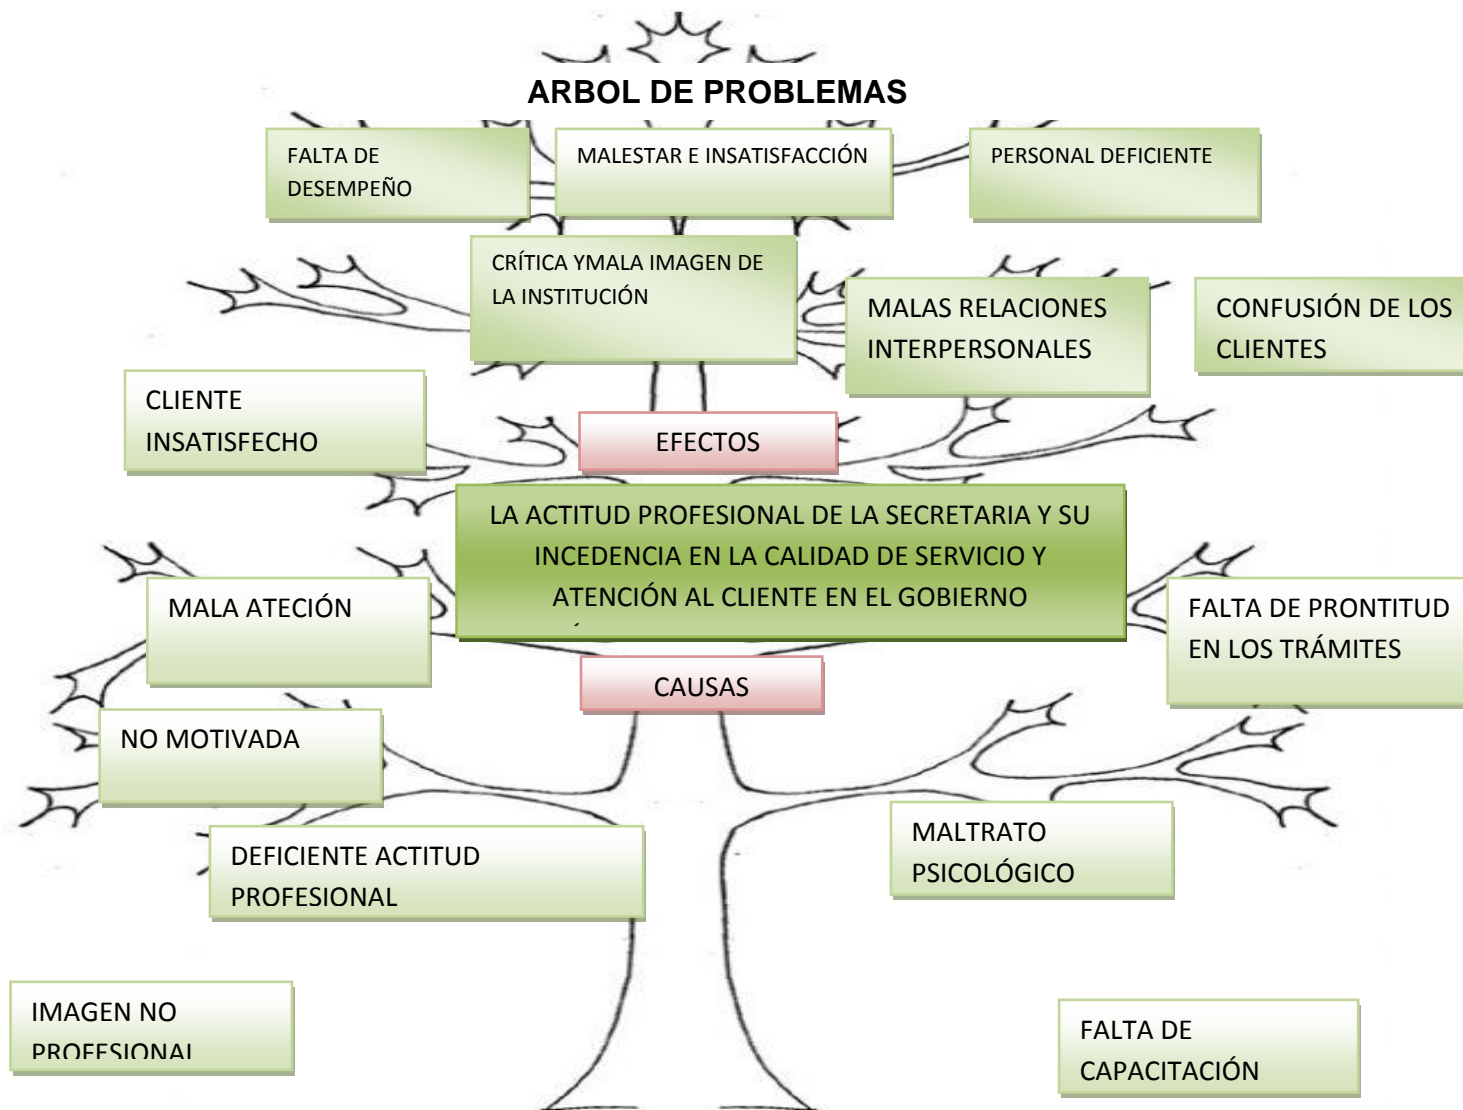 ARBOL DE PROBLEMAS
FALTA DE
DESEMPEÑO
MALESTAR E INSATISFACCIÓN
PERSONAL DEFICIENTE
CRÍTICA YMALA IMAGEN DE
LA INSTITUCIÓN
MALAS RELACIONES
INTERPERSONALES
CONFUSIÓN DE LOS
CLIENTES
CLIENTE
INSATISFECHO
EFECTOS
LA ACTITUD PROFESIONAL DE LA SECRETARIA Y SU
INCEDENCIA EN LA CALIDAD DE SERVICIO Y
ATENCIÓN AL CLIENTE EN EL GOBIERNO
MALA ATECIÓN
FALTA DE PRONTITUD
EN LOS TRÁMITES
CAUSAS
NO MOTIVADA
MALTRATO
PSICOLÓGICO
DEFICIENTE ACTITUD
PROFESIONAL
IMAGEN NO
PROFESIONAL
FALTA DE
CAPACITACIÓN